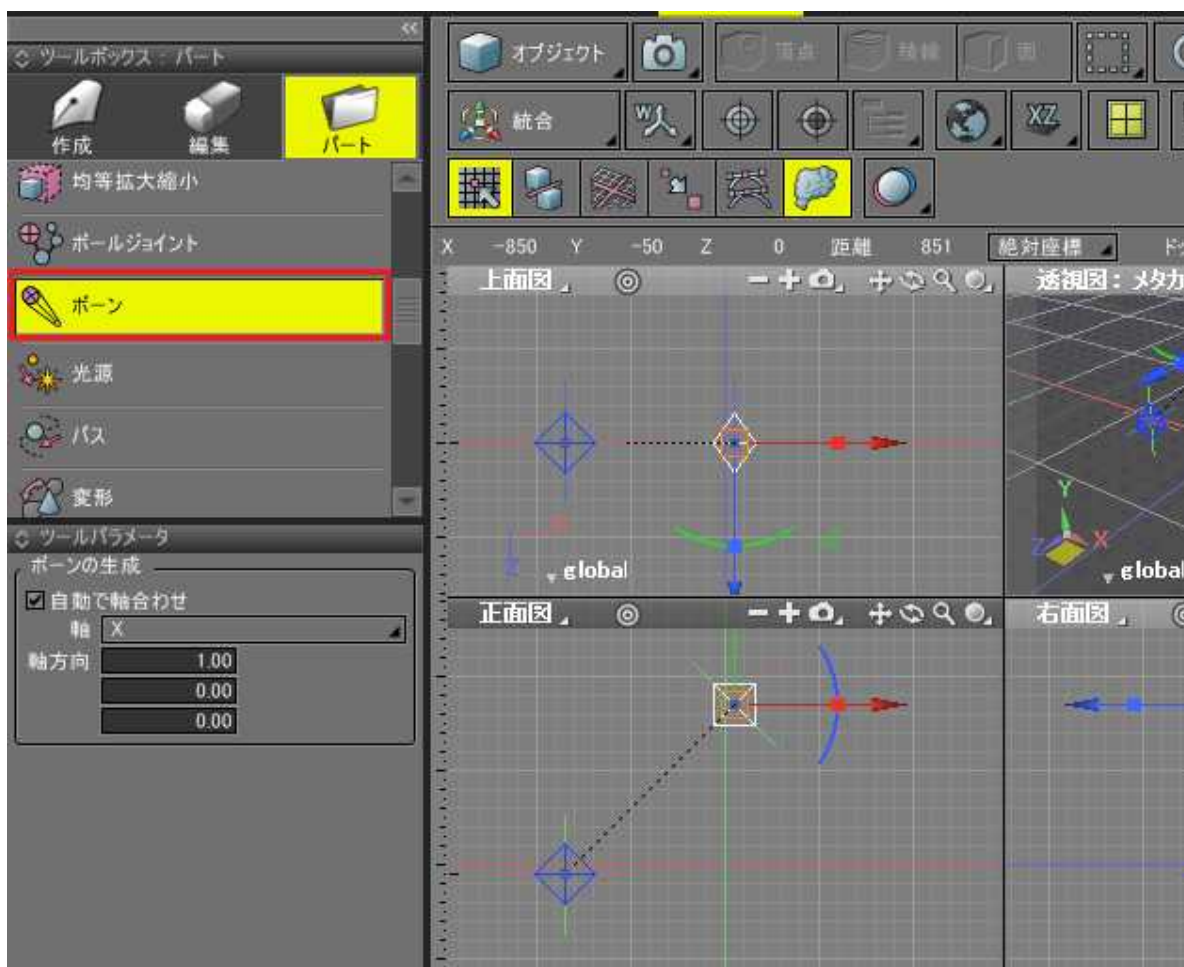 ツールボックス : パート
作成
編集
パート
均等拡大縮小
ボールジョイント
ボーン
光源
パス
変形
ツールパラメータ
ボーンの生成
自動で軸合わせ
軸 X
軸方向 1.00
0.00
0.00
オブジェクト
頂点
稜線
面
統合
W
XZ
X -850 Y -50 Z 0 距離 851 絶対座標
上面図
global
透視図: メタカ
Y
Z
X
global
正面図
右面図